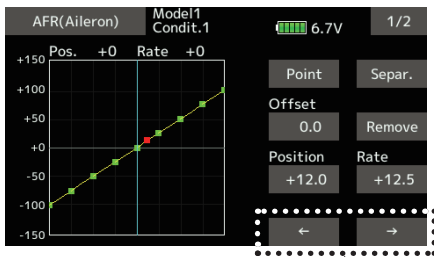 AFR(Aileron) Model1 Condit.1 6.7V 1/2
Pos. +0 Rate +0
+150
+100
+50
+0
-50
-100
-150
Point Separ.
Offset
0.0 Remove
Position Rate
+12.0 +12.5
← →